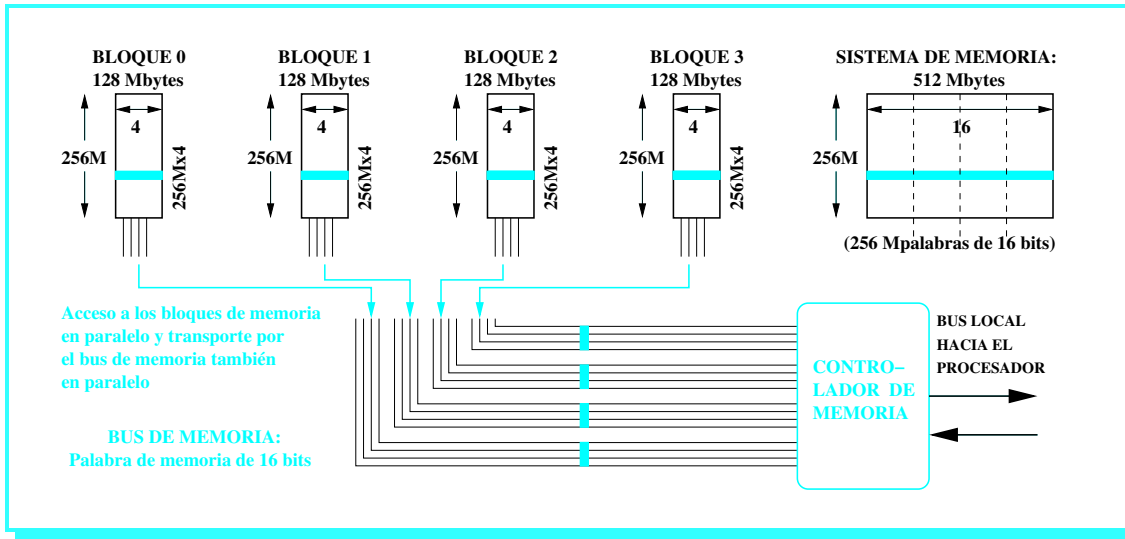 BLOQUE 0
128 Mbytes
4
256M
256Mx4
BLOQUE 1
128 Mbytes
4
256M
256Mx4
BLOQUE 2
128 Mbytes
4
256M
256Mx4
BLOQUE 3
128 Mbytes
4
256M
256Mx4
SISTEMA DE MEMORIA:
512 Mbytes
16
256M
(256 Mpalabras de 16 bits)
Acceso a los bloques de memoria
en paralelo y transporte por
el bus de memoria también
en paralelo
BUS DE MEMORIA:
Palabra de memoria de 16 bits
CONTRO–
LADOR DE
MEMORIA
BUS LOCAL
HACIA EL
PROCESADOR